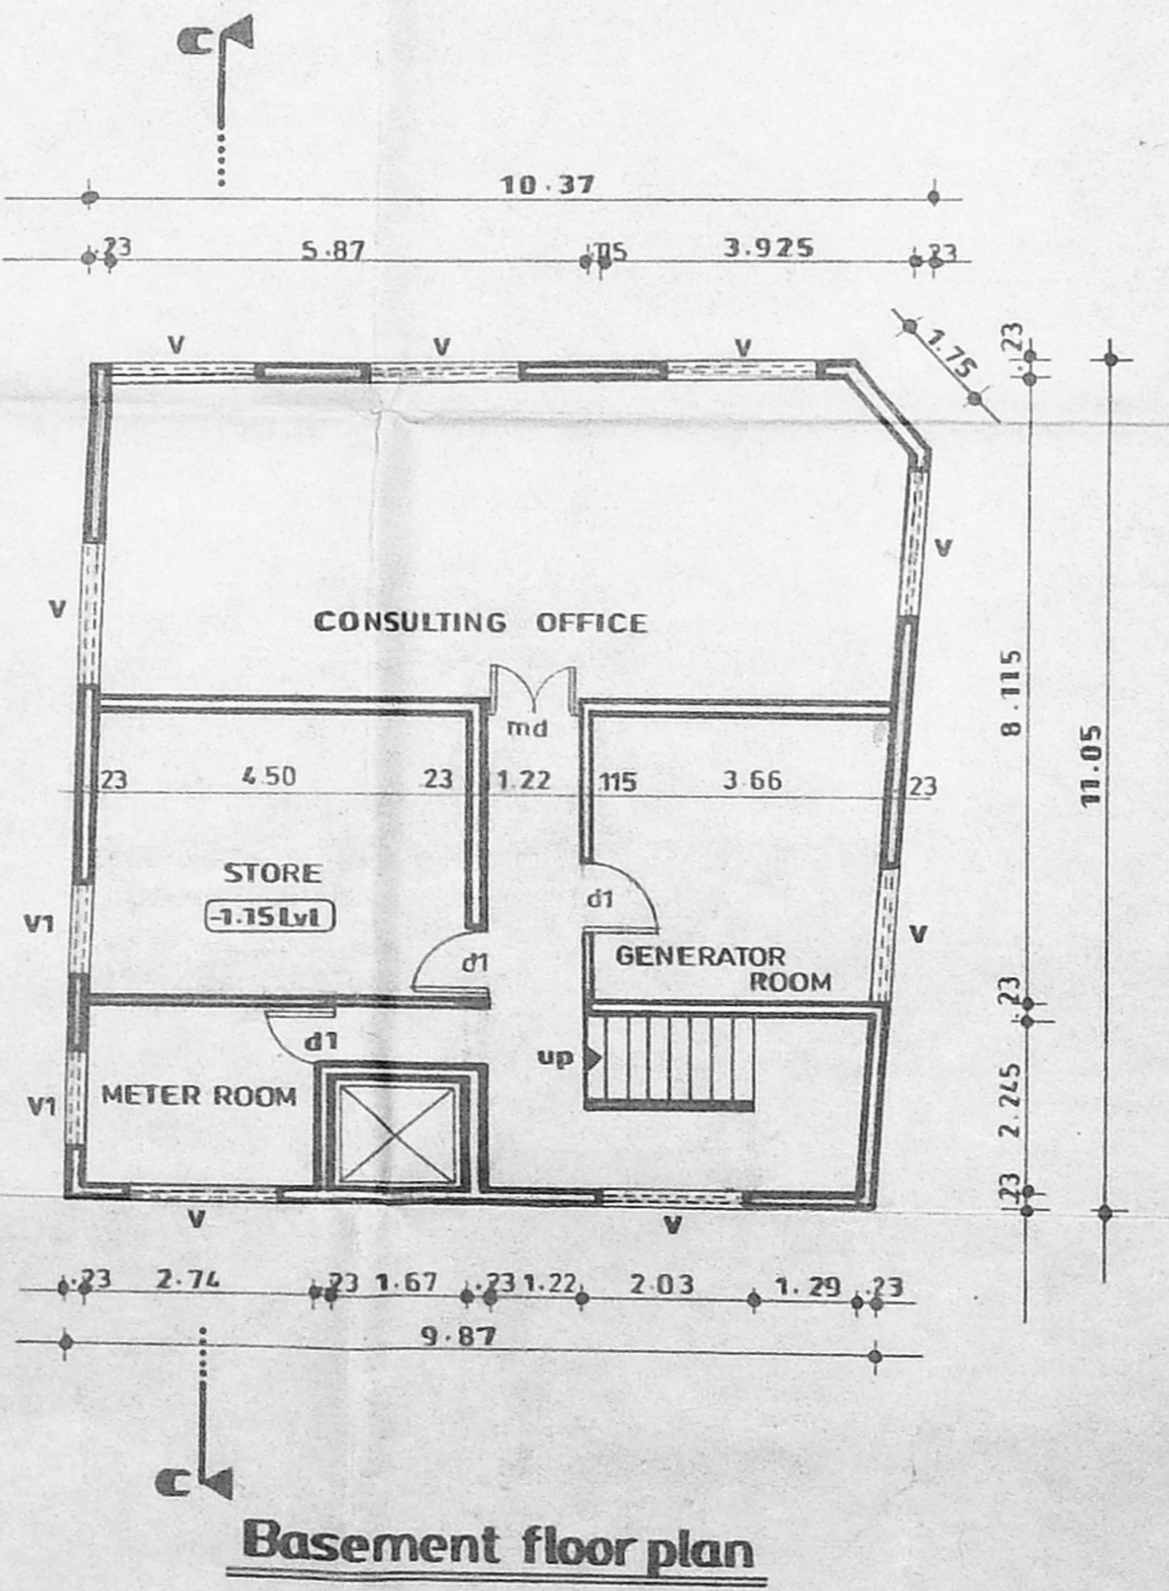 C
10.37
.23 5.87 115 3.925 .23
V V V
1.75
.23
V
V
CONSULTING OFFICE
8.115
11.05
md
23 4.50 .23 1.22 115 3.66 23
STORE
-1.15 Lvl
V1
d1
d1
V
GENERATOR
ROOM
.23
d1
up
METER ROOM
V1
2.245
.23
V V
.23 2.74 .23 1.67 .23 1.22 2.03 1.29 .23
9.87
C
Basement floor plan